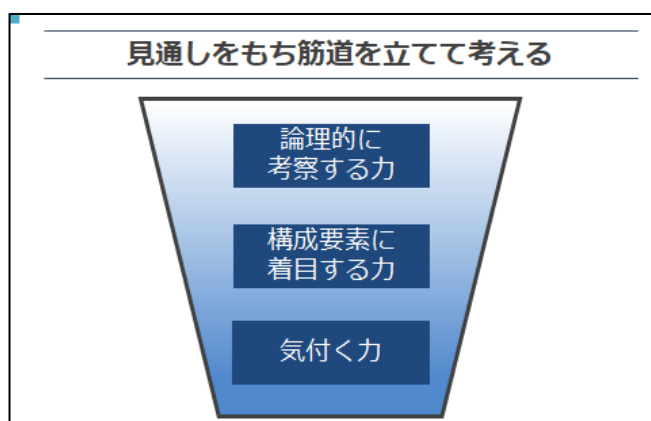 見通しをもち筋道を立てて考える
論理的に
考察する力
構成要素に
着目する力
気付く力